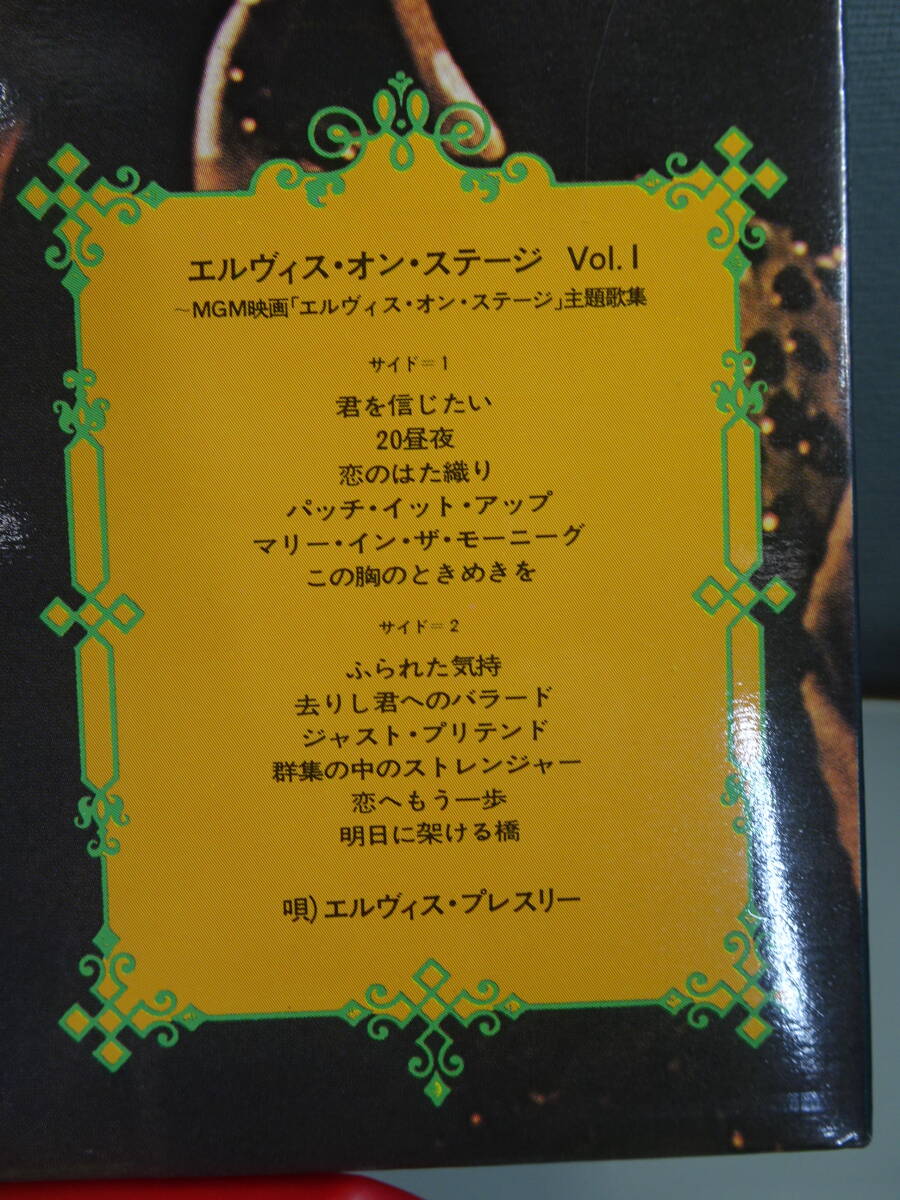 エルヴィス・オン・ステージ Vol. I
~MGM映画「エルヴィス・オン・ステージ」主題歌集
サイド=1
君を信じたい
20昼夜
恋のはた織り
パッチ・イット・アップ
マリー・イン・ザ・モーニーグ
この胸のときめきを
サイド=2
ふられた気持
去りし君へのバラード
ジャスト・プリテンド
群集の中のストレンジャー
恋へもう一歩
明日に架ける橋
唄)エルヴィス・プレスリー